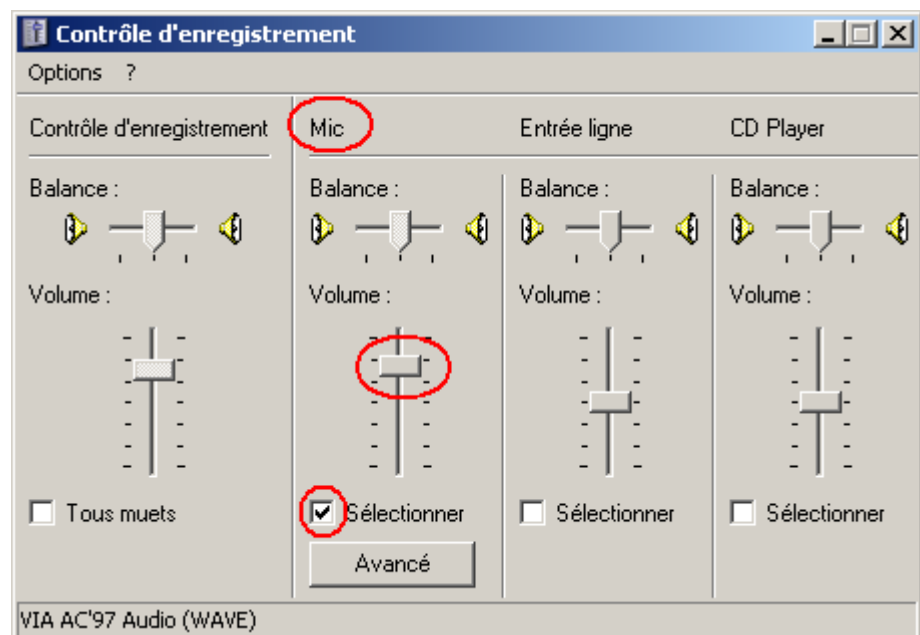 Contrôle d'enregistrement
Options ?
Contrôle d'enregistrement Mic Entrée ligne CD Player
Balance : Balance : Balance : Balance :
Volume : Volume : Volume : Volume :
Tous muets Sélectionner Sélectionner Sélectionner
Avancé
VIA AC'97 Audio (WAVE)